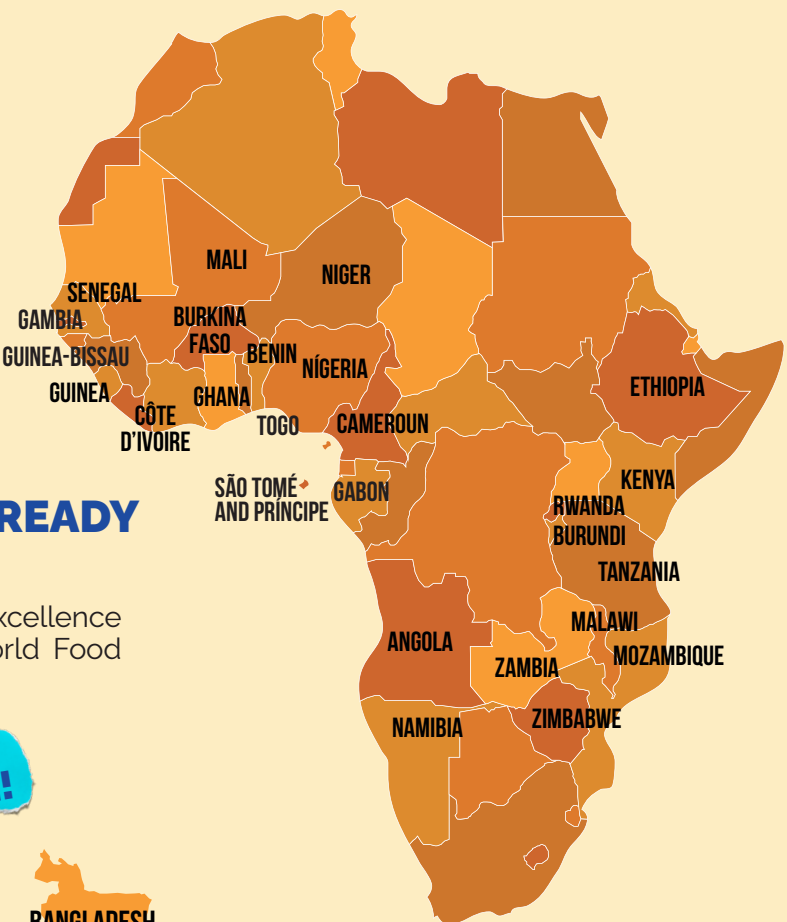 MALI
NIGER
SENEGAL
GAMBIA
BURKINA
FASO
GUINEA-BISSAU
BENIN
NÍGERIA
GUINEA
GHANA
ETHIOPIA
CÔTE
D'IVOIRE
TOGO
CAMEROUN
SÃO TOMÉ
AND PRÍNCIPE
GABON
KENYA
RWANDA
BURUNDI
READY
TANZANIA
xcellence
orld Food
MALAWI
ANGOLA
MOZAMBIQUE
ZAMBIA
ZIMBABWE
NAMIBIA
!
BANGLADESH